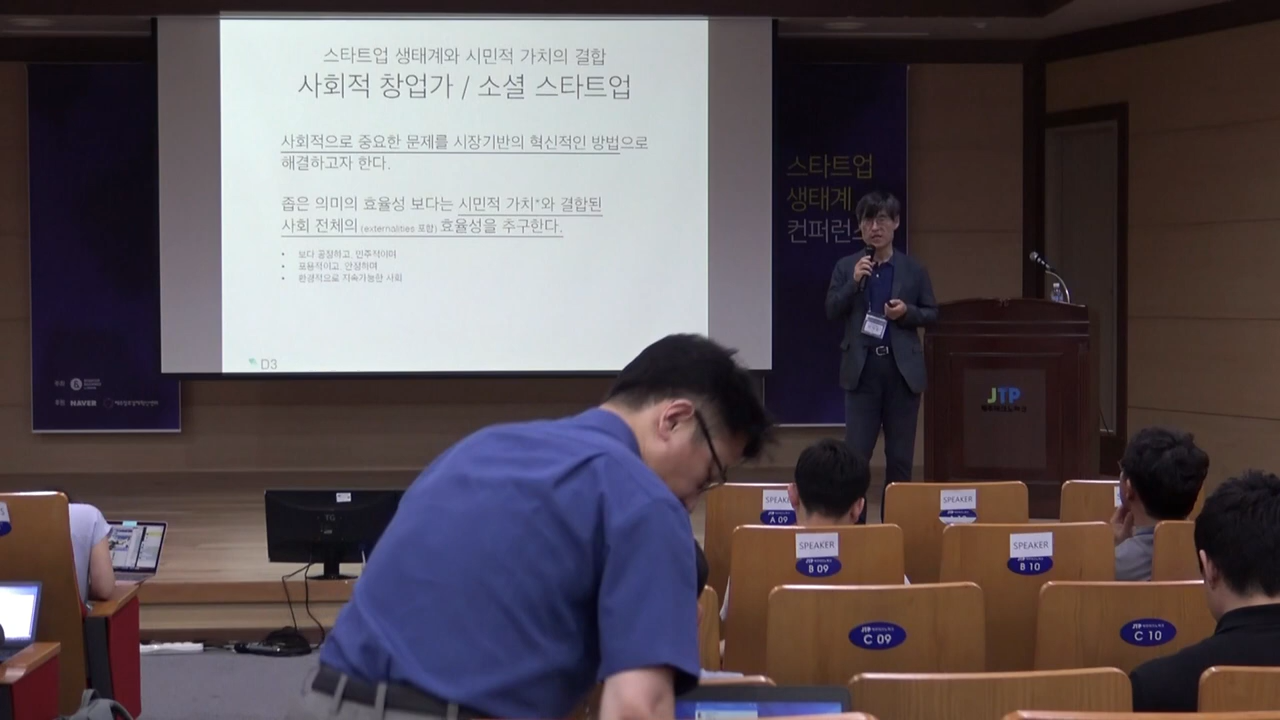 스타트업 생태계와 시민적 가치의 결합
사회적 창업가 / 소셜 스타트업
사회적으로 중요한 문제를 시장기반의 혁신적인 방법으로
해결하고자 한다.
좁은 의미의 효율성 보다는 시민적 가치*와 결합된
사회 전체의 (externalities 포함) 효율성을 추구한다.
• 보다 공정하고, 민주적이며
• 포용적이고, 안정하며
• 환경적으로 지속가능한 사회
D3
스타트업
생태계
컨퍼런스
NAVER
JTP
SPEAKER
A 09
SPEAKER
SPEAKER
JTP
B 09
SPEAKER
JTP
B 10
JTP
C 09
JTP
C 10